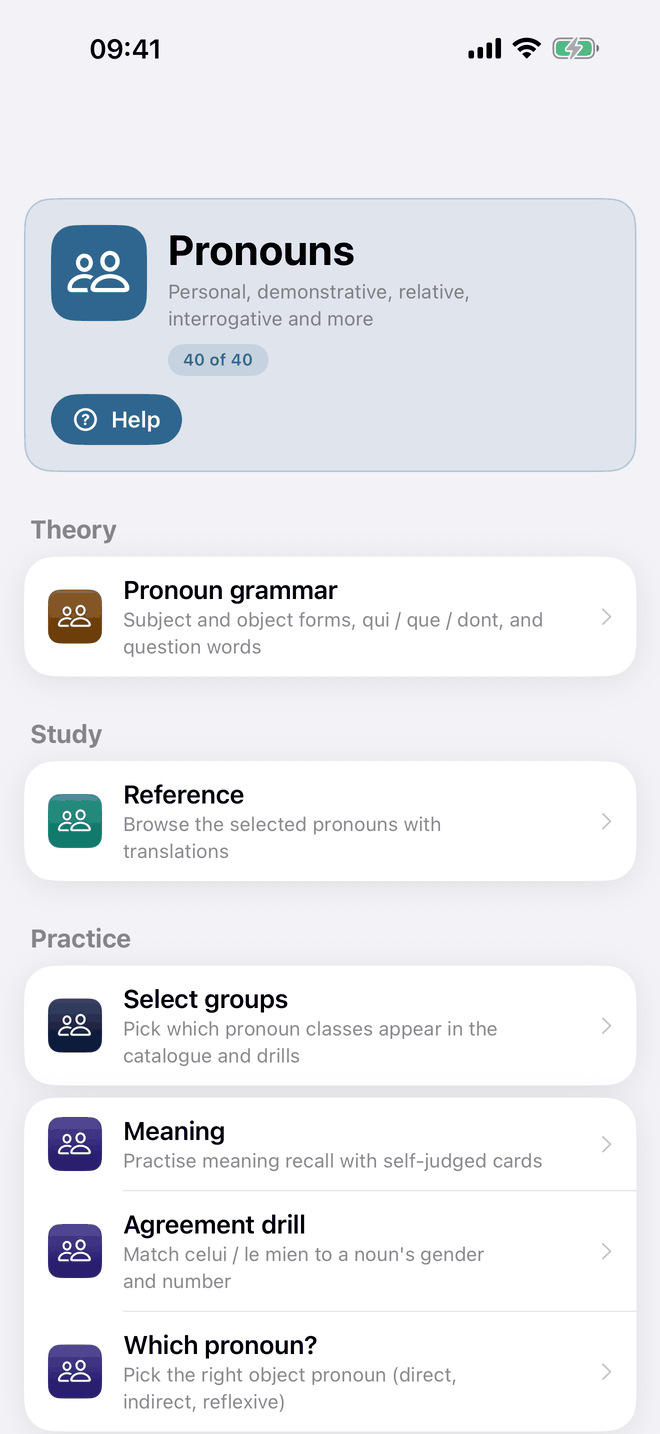 09:41
Pronouns
Personal, demonstrative, relative,
interrogative and more
40 of 40
Help
Theory
Pronoun grammar
Subject and object forms, qui / que / dont, and
question words
Study
Reference
Browse the selected pronouns with
translations
Practice
Select groups
Pick which pronoun classes appear in the
catalogue and drills
Meaning
Practise meaning recall with self-judged cards
Agreement drill
Match celui / le mien to a noun's gender
and number
Which pronoun?
Pick the right object pronoun (direct,
indirect, reflexive)